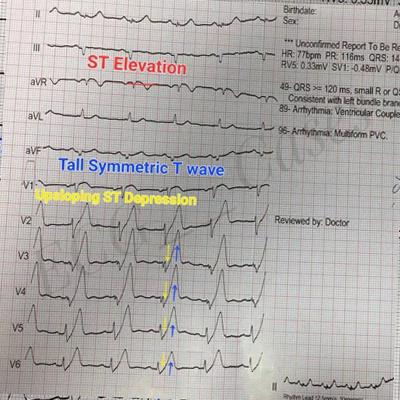 II
Birthdate:
Sex:
III
*** Unconfirmed Report To Be Re
HR: 77bpm PR: 116ms QRS: 14
RV5: 0.33mV SV1: -0.48mV P/Q
ST Elevation
aVR
49- QRS >= 120 ms, small R or QS
Consistent with left bundle bran
89- Arrhythmia: Ventricular Couple
aVL
96- Arrhythmia: Multiform PVC.
aVF
Tall Symmetric T wave
V1
Upsloping ST Depression
V2
Reviewed by: Doctor
V3
V4
V5
V6
II